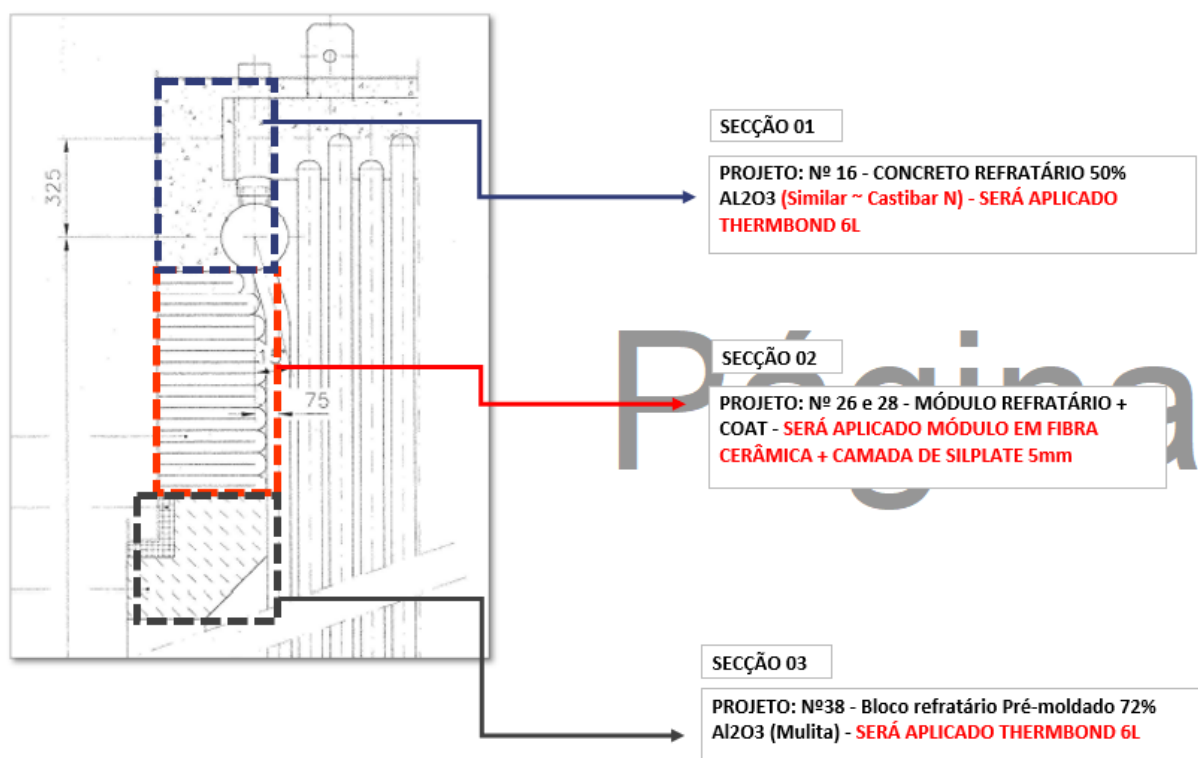 325
75
SECÇÃO 01
PROJETO: Nº 16 - CONCRETO REFRATÁRIO 50%
AL2O3 (Similar ~ Castibar N) - SERÁ APLICADO
THERMBOND 6L
Página
SECÇÃO 02
PROJETO: Nº 26 e 28 - MÓDULO REFRATÁRIO +
COAT - SERÁ APLICADO MÓDULO EM FIBRA
CERÂMICA + CAMADA DE SILPLATE 5mm
SECÇÃO 03
PROJETO: Nº38 - Bloco refratário Pré-moldado 72%
Al2O3 (Mulita) - SERÁ APLICADO THERMBOND 6L